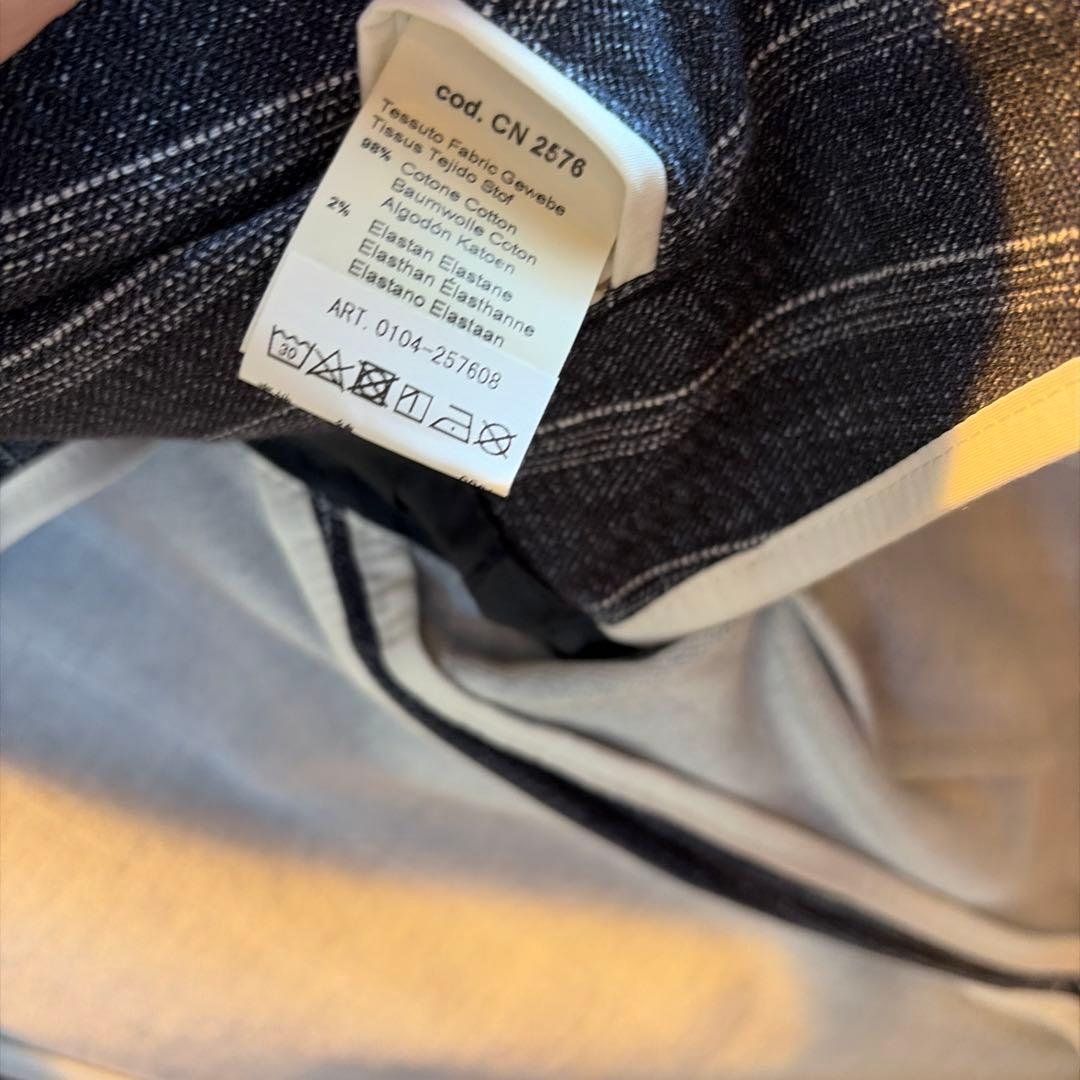 cod. CN 2576
Tessuto Fabric Gewebe
Tissus Tejido Stof
98% Cotone Cotton
Baumwolle Coton
Algodón Katoen
2% Elastan Elastane
Elasthan Élasthanne
Elastano Elastaan
ART. 0104-257608
30